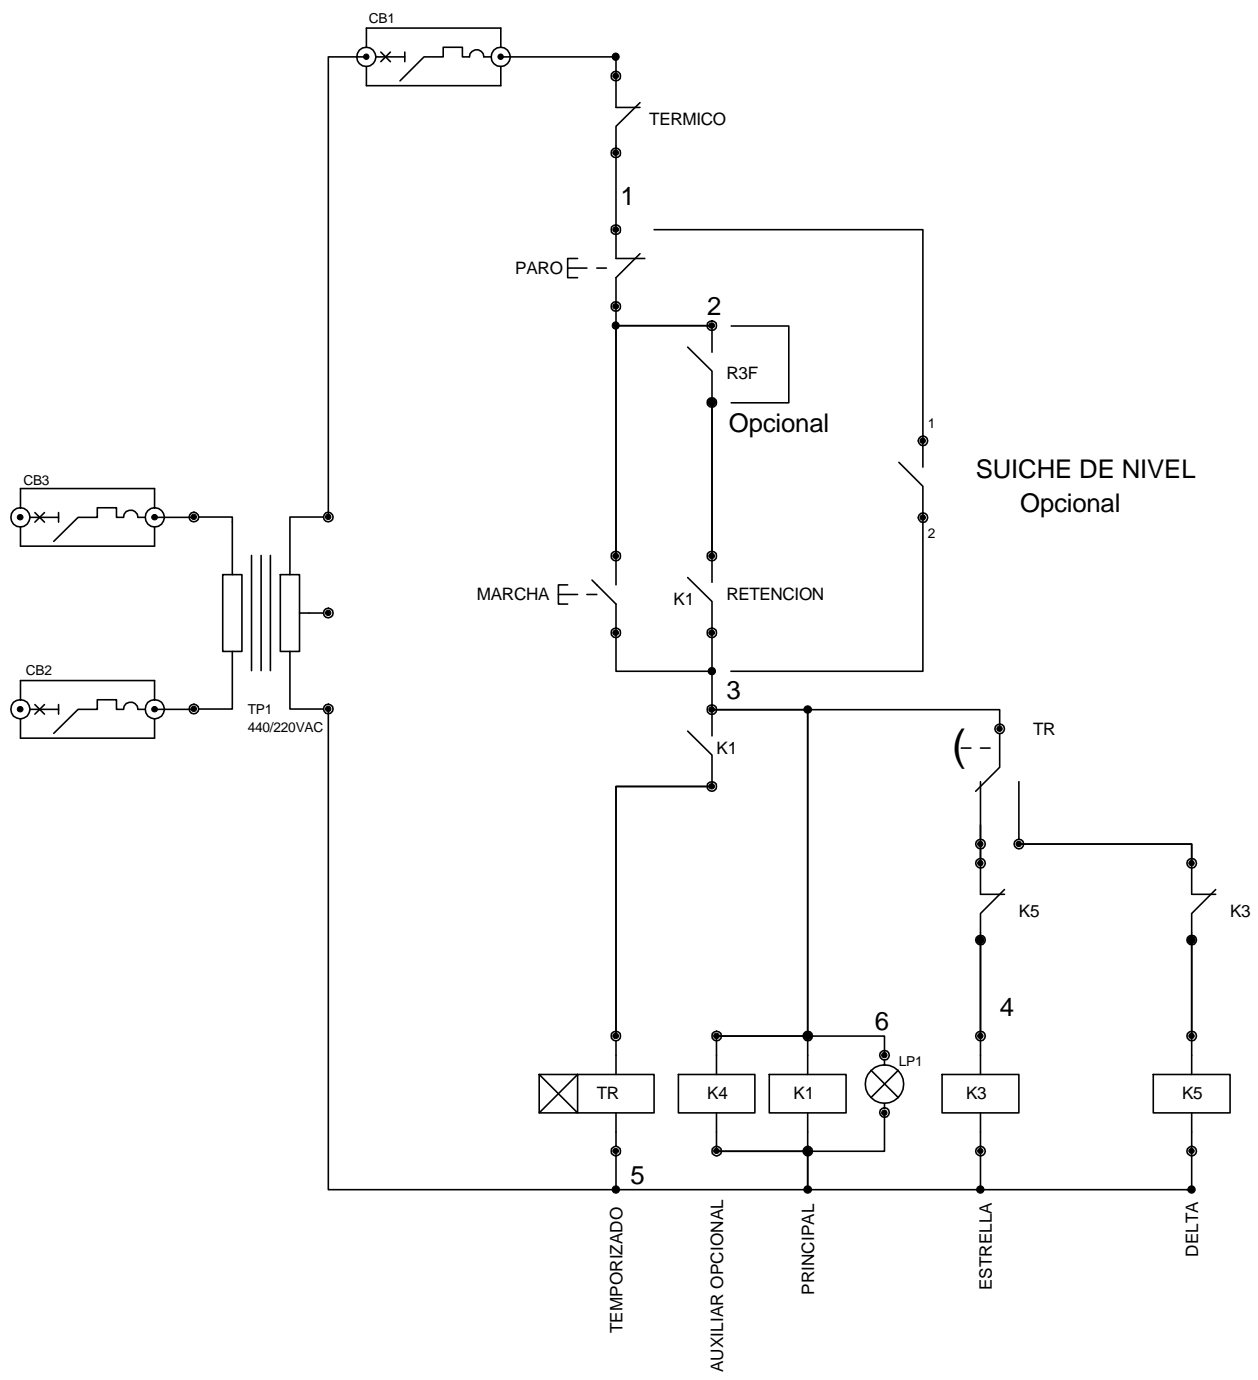 CB1
TERMICO
1
PARO
2
R3F
Opcional
1
SUICHE DE NIVEL
Opcional
2
CB3
MARCHA
K1
RETENCION
CB2
TP1
440/220VAC
3
K1
TR
K5
K3
4
6
LP1
TR
K4
K1
K3
K5
5
TEMPORIZADO
AUXILIAR OPCIONAL
PRINCIPAL
ESTRELLA
DELTA